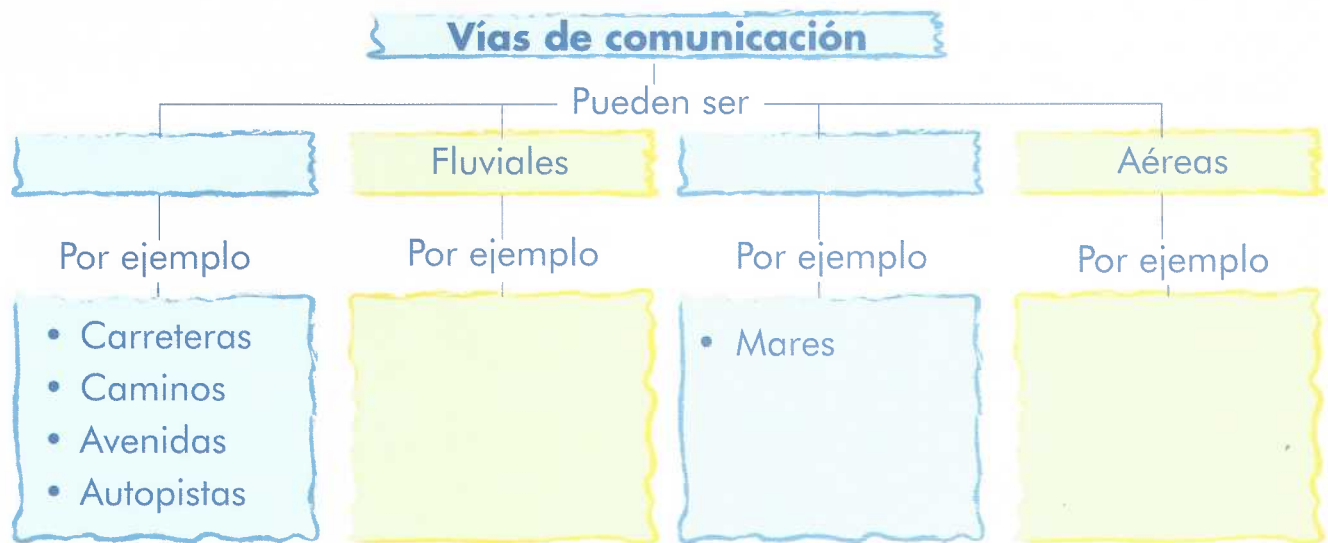 Vías de comunicación
Pueden ser
Fluviales
Aéreas
Por ejemplo
Por ejemplo
Por ejemplo
Por ejemplo
• Carreteras
• Caminos
• Avenidas
• Autopistas
• Mares